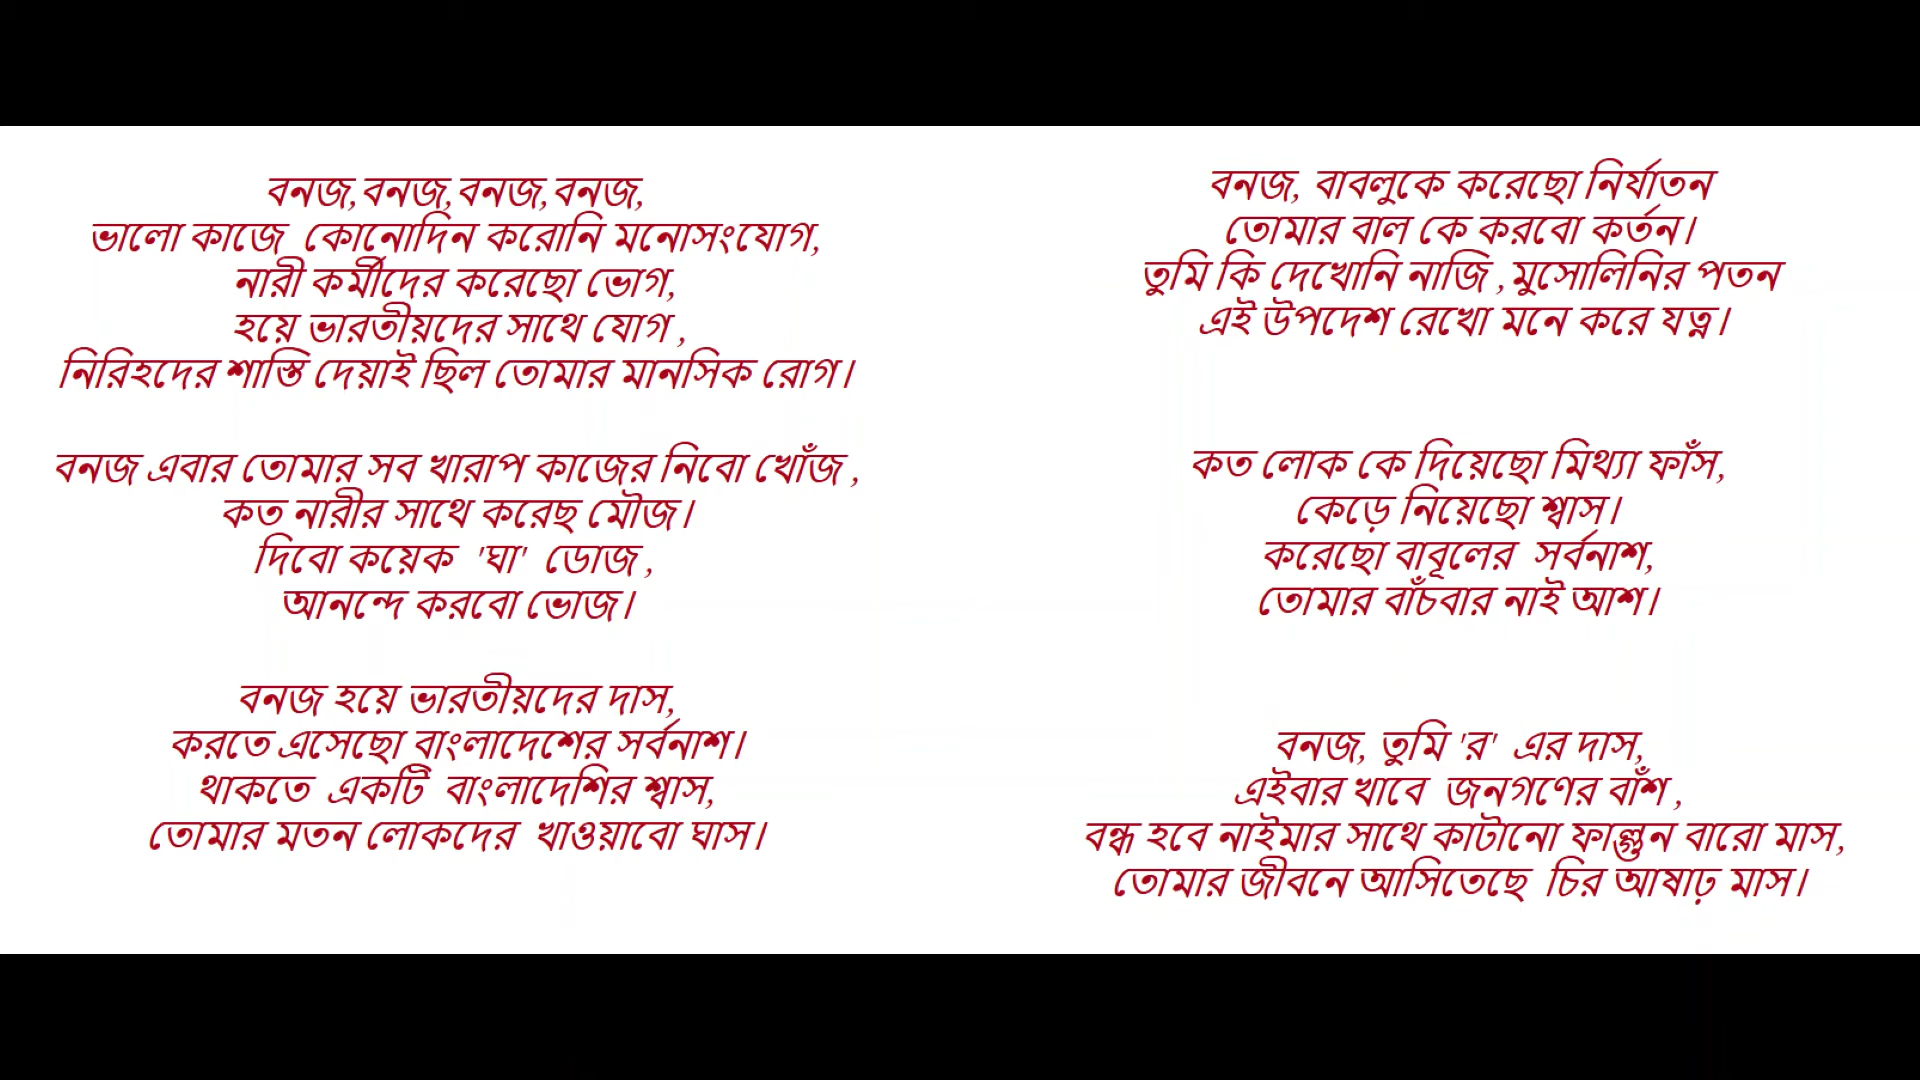 বনজ,বনজ,বনজ,বনজ,
ভালো কাজে কোনোদিন করোনি মনোসংযোগ,
নারী কর্মীদের করেছো ভোগ,
হয়ে ভারতীয়দের সাথে যোগ ,
নিরিহদের শাস্তি দেয়াই ছিল তোমার মানসিক রোগ।
বনজ এবার তোমার সব খারাপ কাজের নিবো খোঁজ ,
কত নারীর সাথে করেছ মৌজ।
দিবো কয়েক 'ঘা' ডোজ ,
আনন্দে করবো ভোজ।
বনজ হয়ে ভারতীয়দের দাস,
করতে এসেছো বাংলাদেশের সর্বনাশ।
থাকতে একটি বাংলাদেশির শ্বাস,
তোমার মতন লোকদের খাওয়াবো ঘাস।
বনজ, বাবলুকে করেছো নির্যাতন
তোমার বাল কে করবো কর্তন।
তুমি কি দেখোনি নাজি ,মুসোলিনির পতন
এই উপদেশ রেখো মনে করে যত্ন।
কত লোক কে দিয়েছো মিথ্যা ফাঁস,
কেড়ে নিয়েছো শ্বাস।
করেছো বাবূলের সর্বনাশ,
তোমার বাঁচবার নাই আশ।
বনজ, তুমি 'র' এর দাস,
এইবার খাবে জনগণের বাঁশ ,
বন্ধ হবে নাইমার সাথে কাটানো ফাল্গুন বারো মাস,
তোমার জীবনে আসিতেছে চির আষাঢ় মাস।